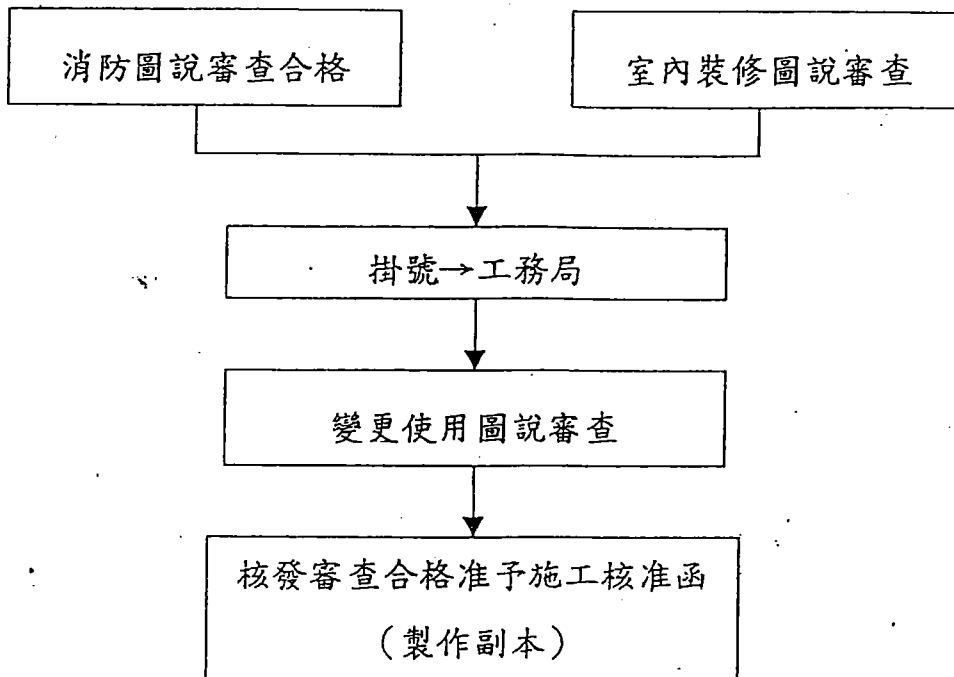 消防圖說審查合格
室內裝修圖說審查
掛號→工務局
變更使用圖說審查
核發審查合格准予施工核准函
（製作副本）